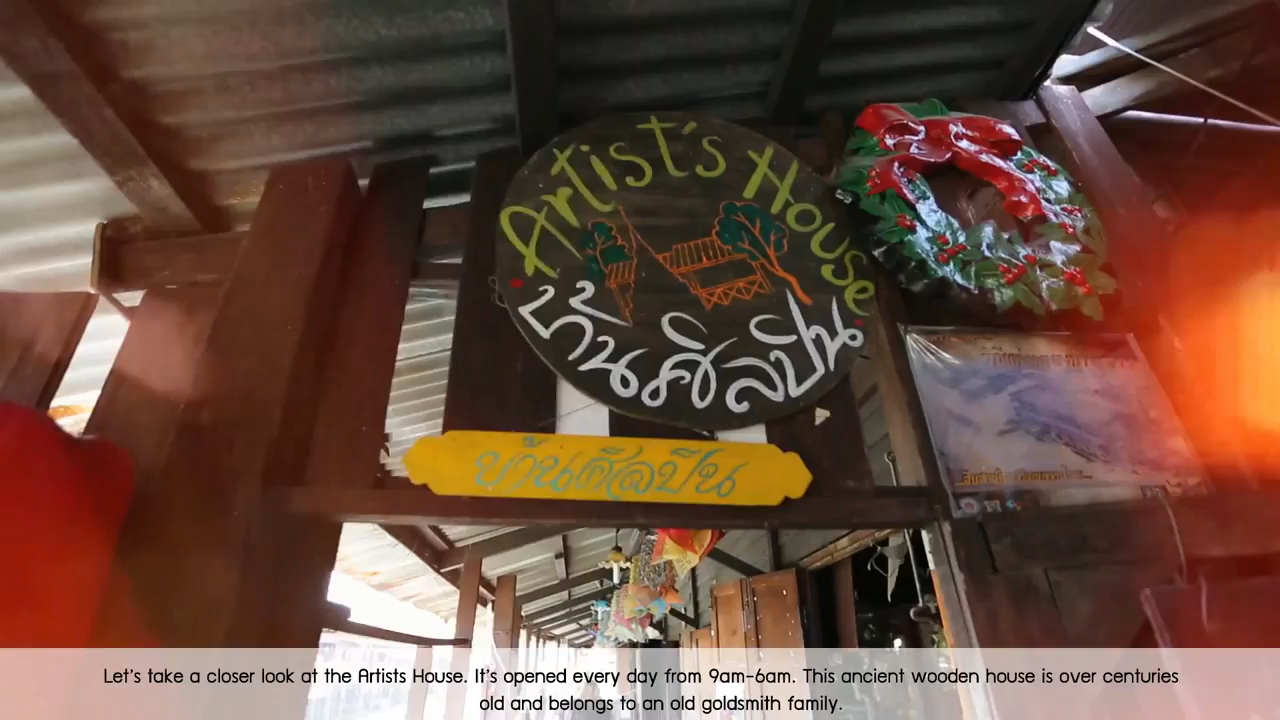 Artist's House
บ้านศิลปิน
บ้านศิลปิน
Let's take a closer look at the Artists House. It's opened every day from 9am-6am. This ancient wooden house is over centuries
old and belongs to an old goldsmith family.